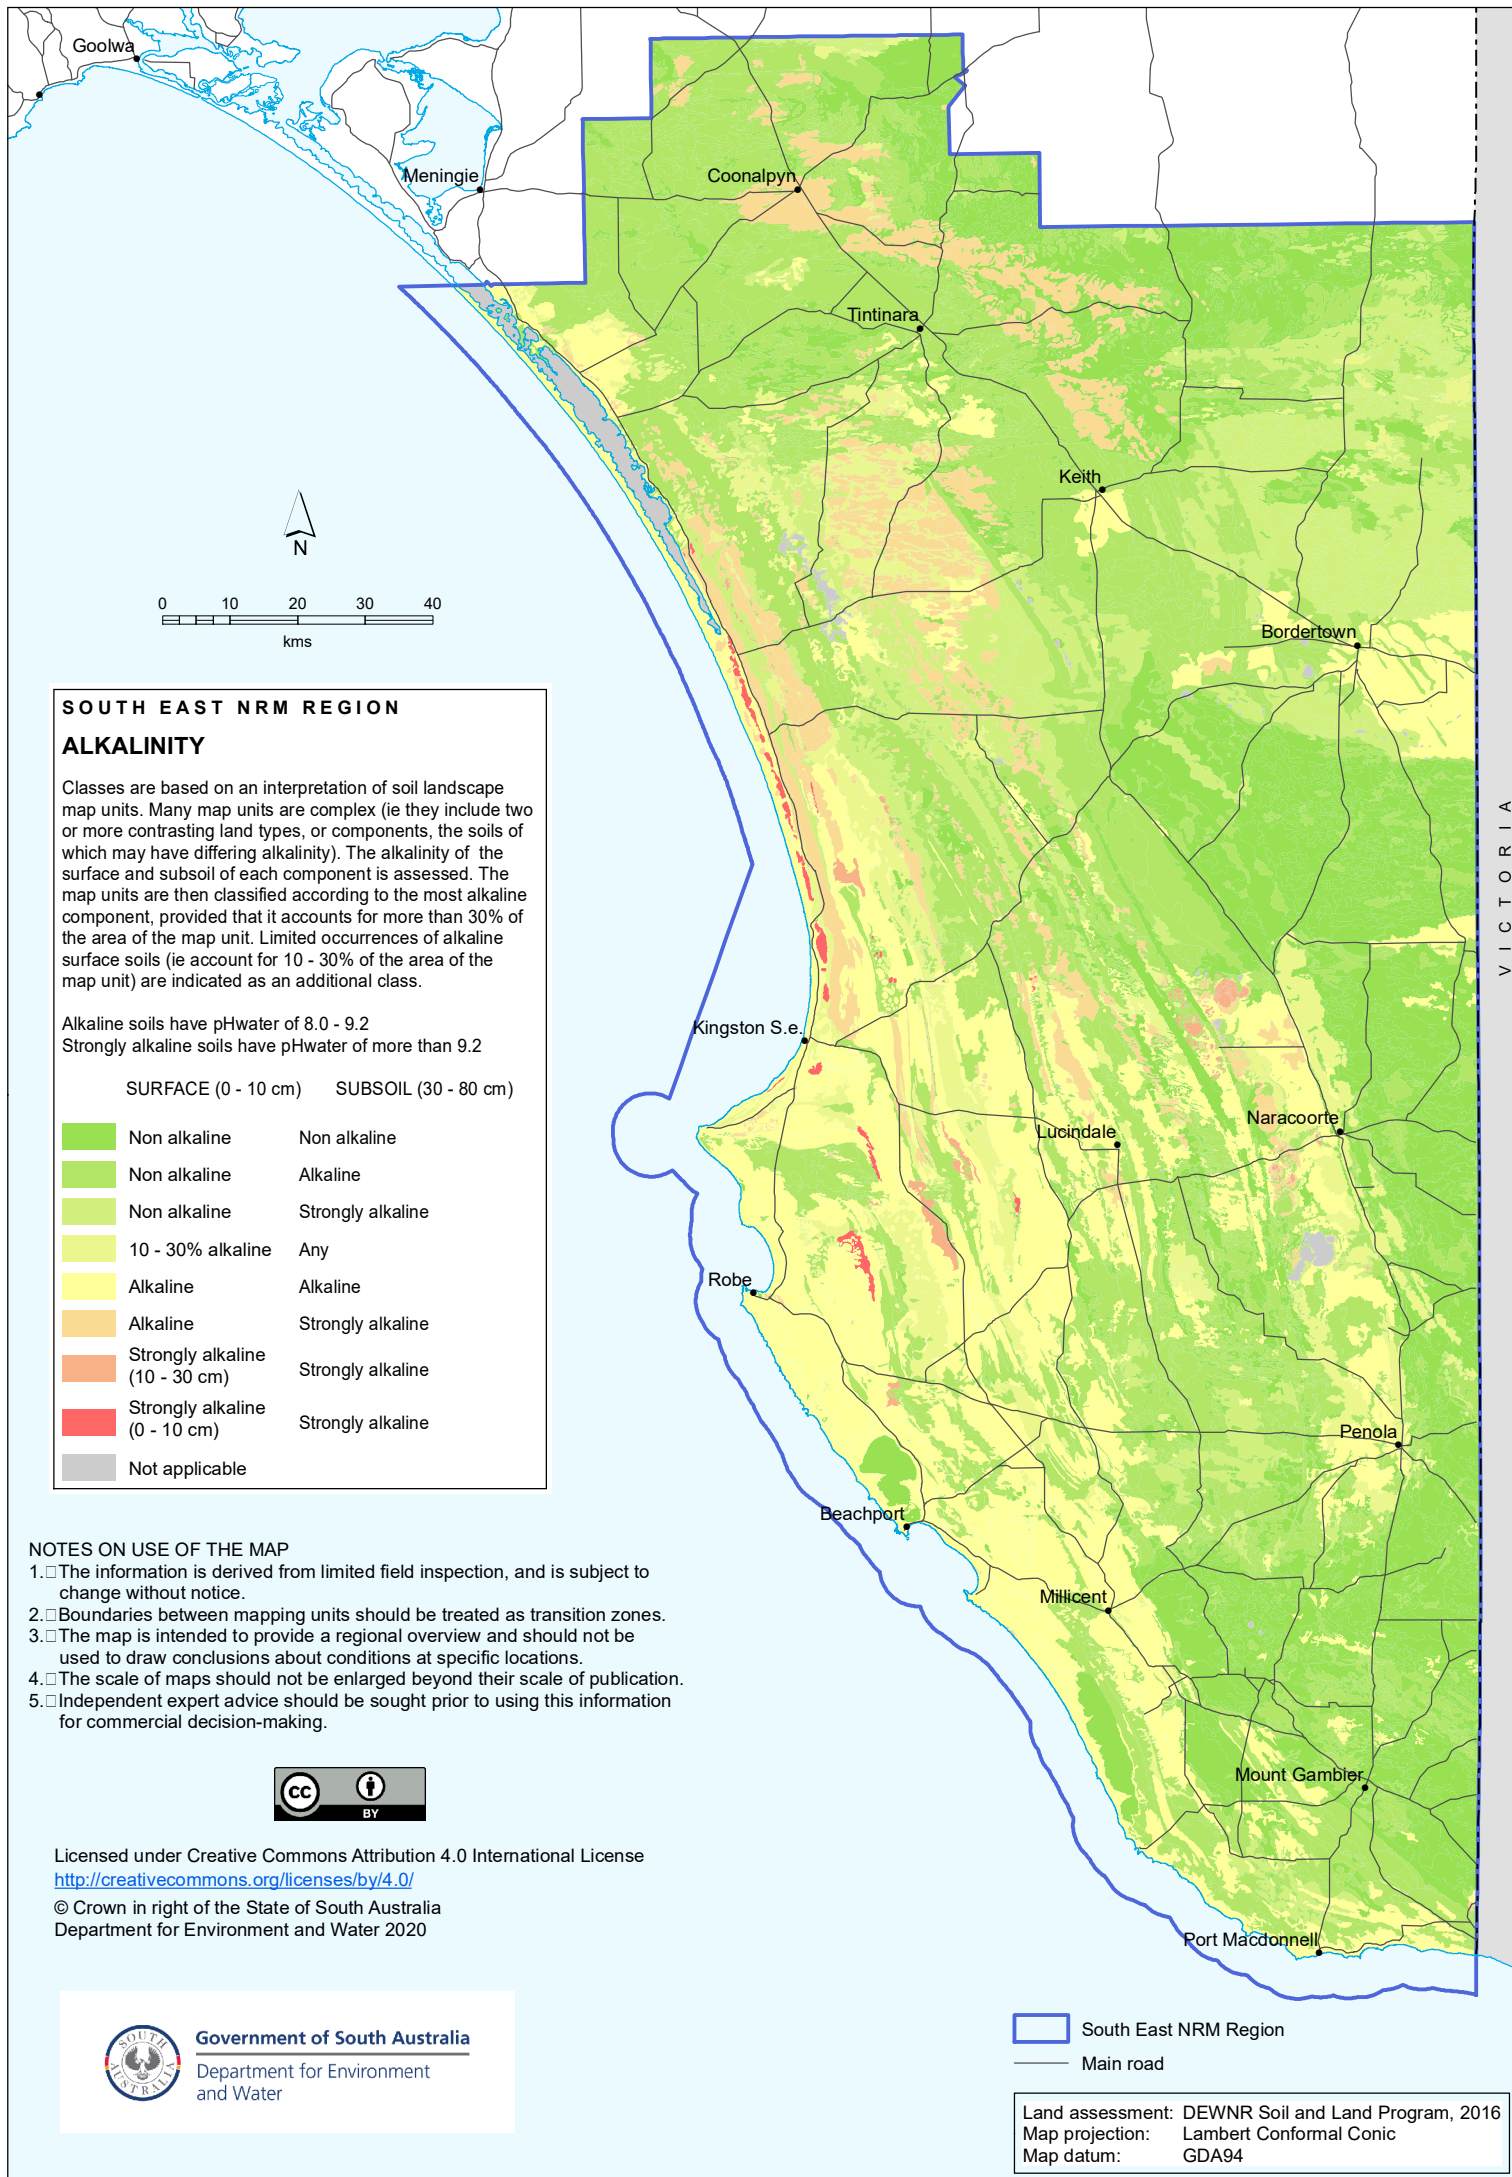 Goolwa
Meningie
Coonalpyn
Tintinara
Keith
Bordertown
N
0 10 20 30 40
kms
SOUTH EAST NRM REGION
ALKALINITY
Classes are based on an interpretation of soil landscape
map units. Many map units are complex (ie they include two
or more contrasting land types, or components, the soils of
which may have differing alkalinity). The alkalinity of the
surface and subsoil of each component is assessed. The
map units are then classified according to the most alkaline
component, provided that it accounts for more than 30% of
the area of the map unit. Limited occurrences of alkaline
surface soils (ie account for 10 - 30% of the area of the
map unit) are indicated as an additional class.
Alkaline soils have pHwater of 8.0 - 9.2
Strongly alkaline soils have pHwater of more than 9.2
SURFACE (0 - 10 cm) SUBSOIL (30 - 80 cm)
Non alkaline Non alkaline
Non alkaline Alkaline
Non alkaline Strongly alkaline
10 - 30% alkaline Any
Alkaline Alkaline
Alkaline Strongly alkaline
Strongly alkaline
(10 - 30 cm) Strongly alkaline
Strongly alkaline
(0 - 10 cm) Strongly alkaline
Not applicable
VICTORIA
Kingston S.e.
Lucindale
Naracoorte
Robe
Penola
Beachport
Millicent
Mount Gambier
Port Macdonnell
NOTES ON USE OF THE MAP
1.□The information is derived from limited field inspection, and is subject to
change without notice.
2.□Boundaries between mapping units should be treated as transition zones.
3.□The map is intended to provide a regional overview and should not be
used to draw conclusions about conditions at specific locations.
4.□The scale of maps should not be enlarged beyond their scale of publication.
5.□Independent expert advice should be sought prior to using this information
for commercial decision-making.
cc
BY
Licensed under Creative Commons Attribution 4.0 International License
http://creativecommons.org/licenses/by/4.0/
© Crown in right of the State of South Australia
Department for Environment and Water 2020
SOUTH AUSTRALIA
Government of South Australia
Department for Environment
and Water
South East NRM Region
Main road
Land assessment: DEWNR Soil and Land Program, 2016
Map projection: Lambert Conformal Conic
Map datum: GDA94